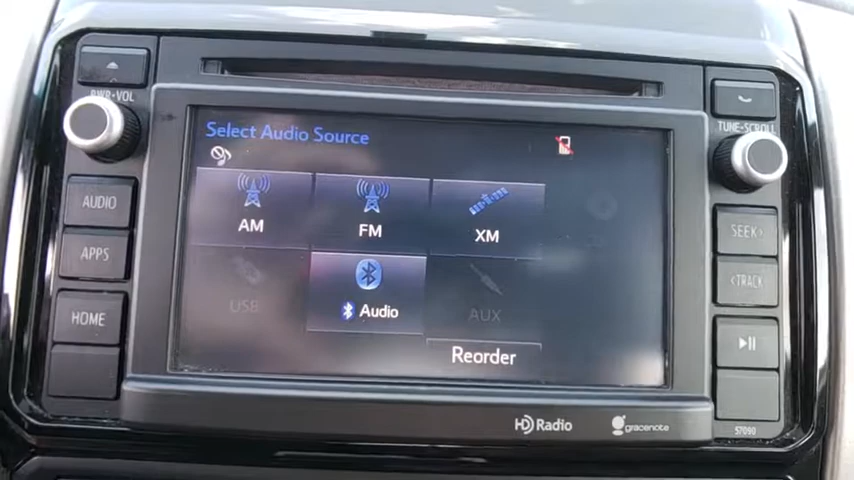 PWR•VOL
TUNE•SCROLL
Select Audio Source
AUDIO
APPS
HOME
AM
FM
XM
USB
Audio
AUX
Reorder
SEEK>
<TRACK
HD Radio
gracenote
57090